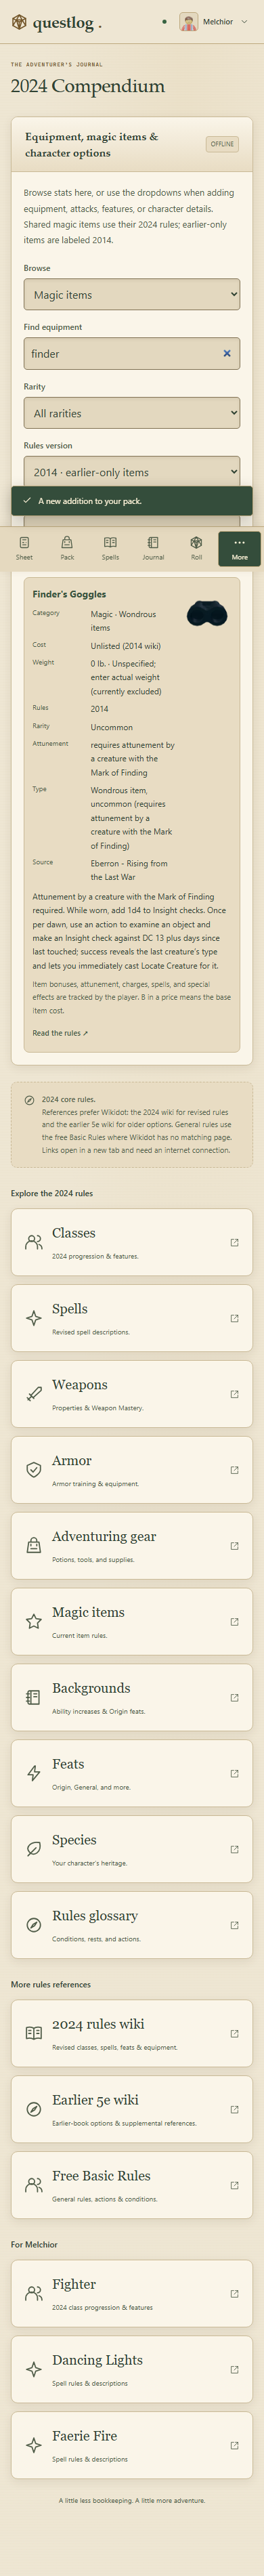 questlog .
Melchior
THE ADVENTURER'S JOURNAL
2024 Compendium
Equipment, magic items &
character options
OFFLINE
Browse stats here, or use the dropdowns when adding
equipment, attacks, features, or character details.
Shared magic items use their 2024 rules; earlier-only
items are labeled 2014.
Browse
Magic items
Find equipment
finder
Rarity
All rarities
Rules version
2014 · earlier-only items
A new addition to your pack.
Sheet
Pack
Spells
Journal
Roll
More
Finder's Goggles
Category
Magic · Wondrous
items
Cost
Unlisted (2014 wiki)
Weight
0 lb. · Unspecified;
enter actual weight
(currently excluded)
Rules
2014
Rarity
Uncommon
Attunement
requires attunement by
a creature with the
Mark of Finding
Type
Wondrous item,
uncommon (requires
attunement by a
creature with the Mark
of Finding)
Source
Eberron - Rising from
the Last War
Attunement by a creature with the Mark of Finding
required. While worn, add 1d4 to Insight checks. Once
per dawn, use an action to examine an object and
make an Insight check against DC 13 plus days since
last touched; success reveals the last creature's type
and lets you immediately cast Locate Creature for it.
Item bonuses, attunement, charges, spells, and special
effects are tracked by the player. B in a price means the base
item cost.
Read the rules ↗
2024 core rules.
References prefer Wikidot: the 2024 wiki for revised rules
and the earlier 5e wiki for older options. General rules use
the free Basic Rules where Wikidot has no matching page.
Links open in a new tab and need an internet connection.
Explore the 2024 rules
Classes
2024 progression & features.
Spells
Revised spell descriptions.
Weapons
Properties & Weapon Mastery.
Armor
Armor training & equipment.
Adventuring gear
Potions, tools, and supplies.
Magic items
Current item rules.
Backgrounds
Ability increases & Origin feats.
Feats
Origin, General, and more.
Species
Your character's heritage.
Rules glossary
Conditions, rests, and actions.
More rules references
2024 rules wiki
Revised classes, spells, feats & equipment.
Earlier 5e wiki
Earlier-book options & supplemental references.
Free Basic Rules
General rules, actions & conditions.
For Melchior
Fighter
2024 class progression & features
Dancing Lights
Spell rules & descriptions
Faerie Fire
Spell rules & descriptions
A little less bookkeeping. A little more adventure.